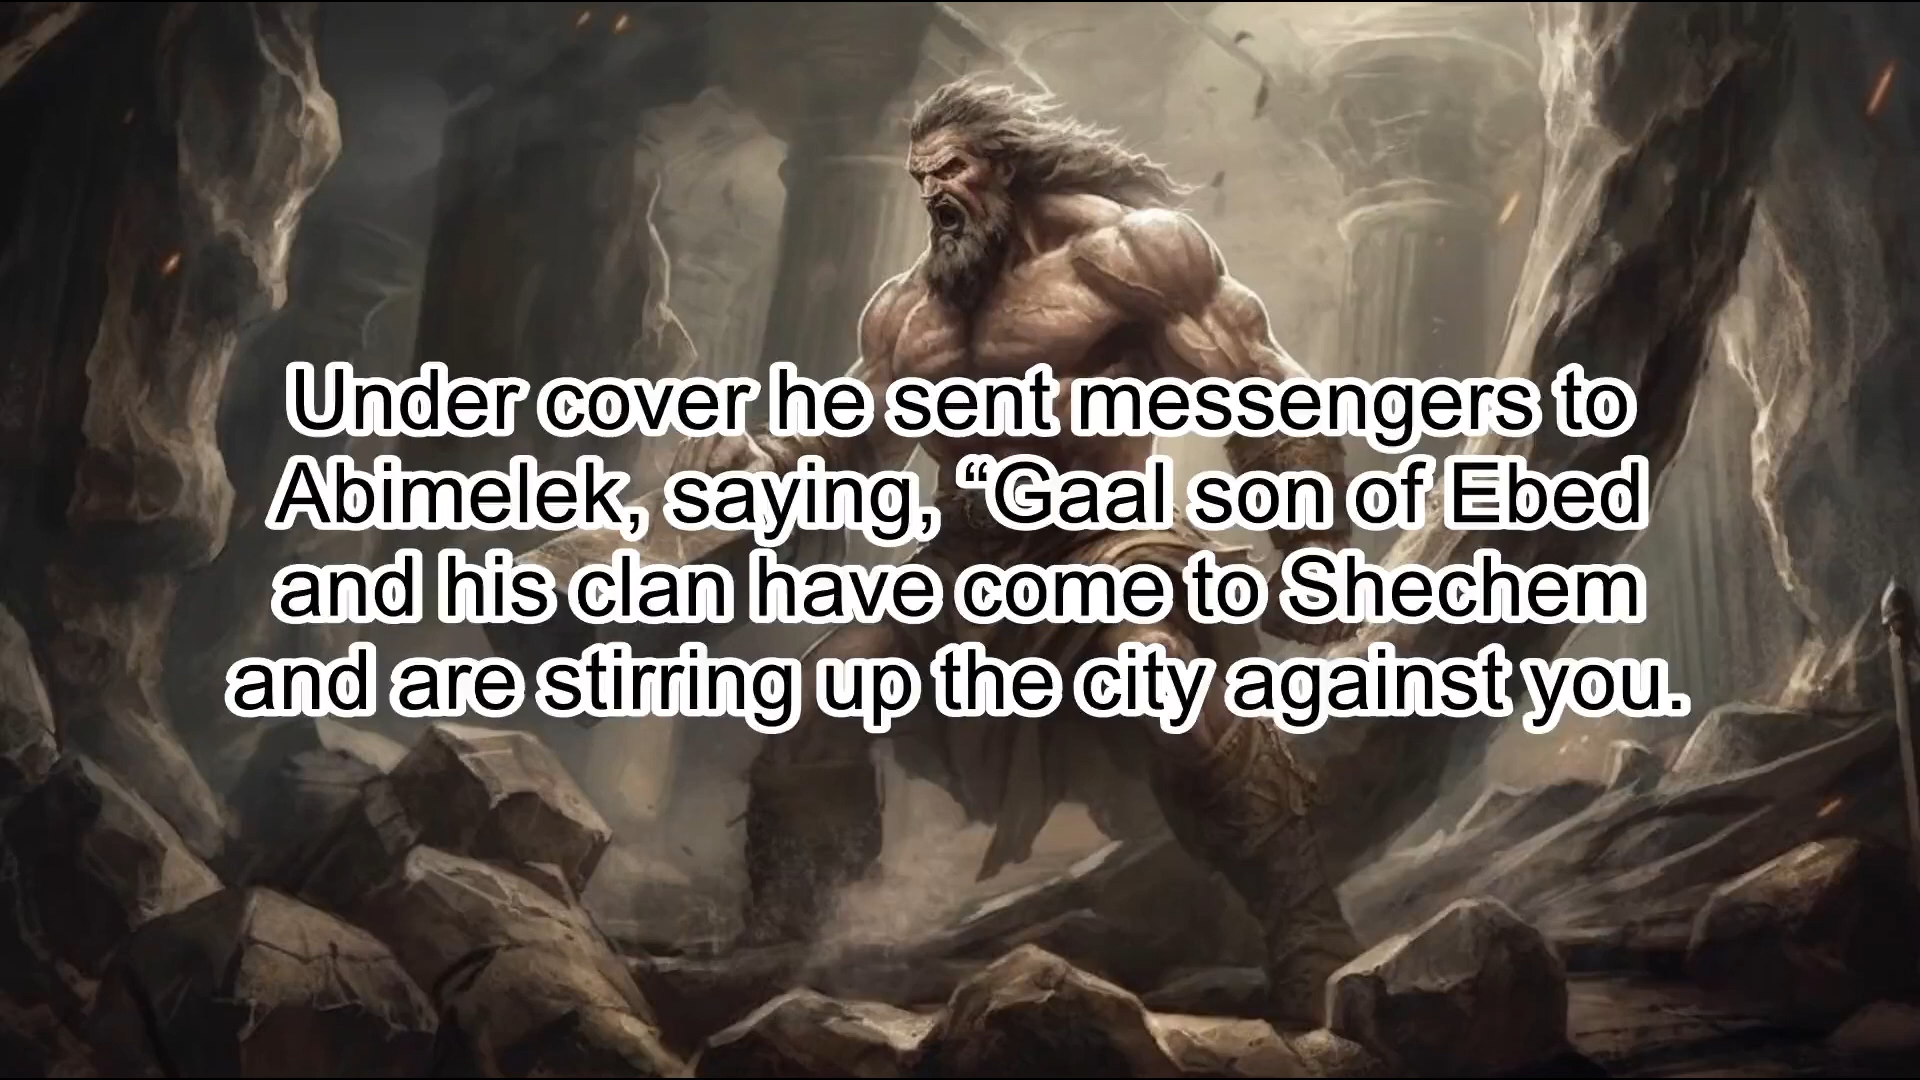 Under cover he sent messengers to
Abimelek, saying, “Gaal son of Ebed
and his clan have come to Shechem
and are stirring up the city against you.